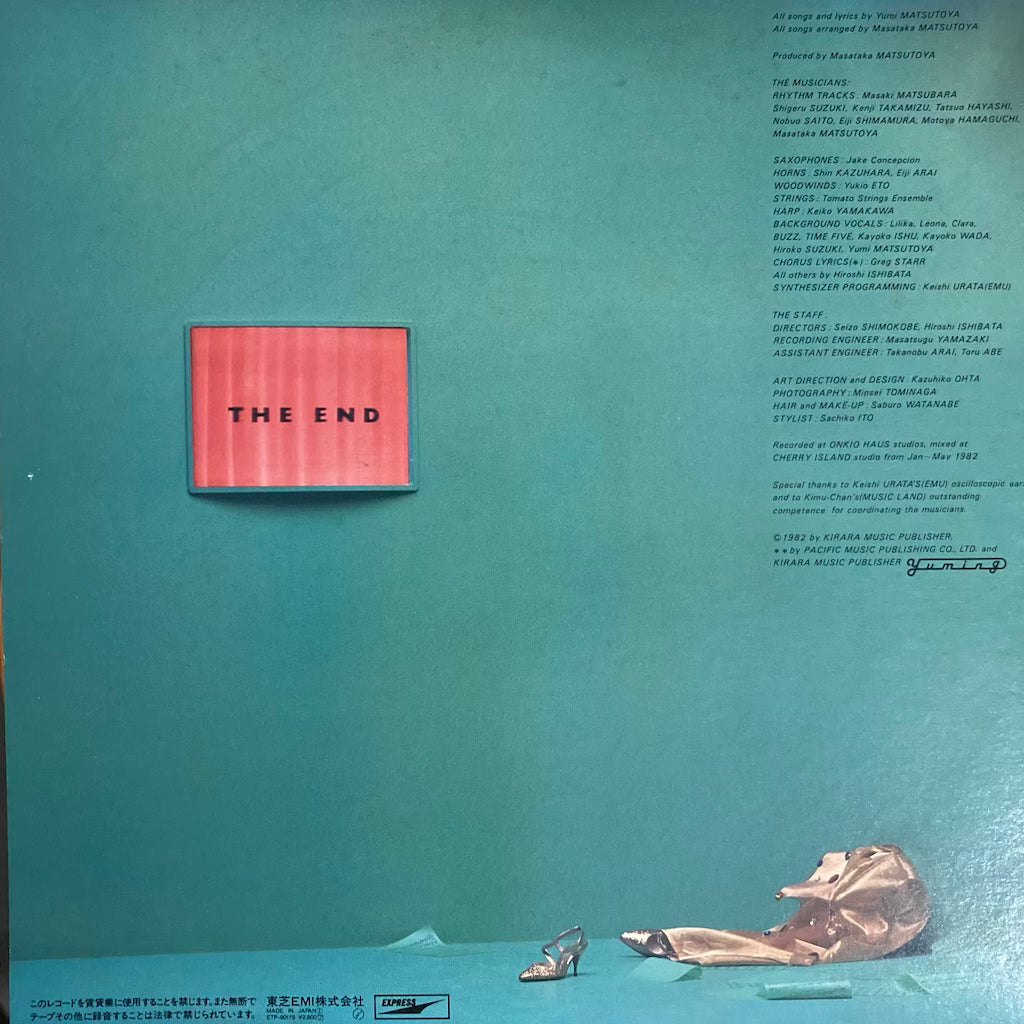 All songs and lyrics by Yumi MATSUTOYA
All songs arranged by Masataka MATSUTOYA
Produced by Masataka MATSUTOYA
THE MUSICIANS:
RHYTHM TRACKS : Masaki MATSUBARA
Shigeru SUZUKI, Kenji TAKAMIZU, Tatsuo HAYASHI,
Nobuo SAITO, Eiji SHIMAMURA, Motoya HAMAGUCHI,
Masataka MATSUTOYA
SAXOPHONES : Jake Concepcion
HORNS : Shin KAZUHARA, Eiji ARAI
WOODWINDS : Yukio ETO
STRINGS : Tomato Strings Ensemble
HARP : Keiko YAMAKAWA
BACKGROUND VOCALS : Lilika, Leona, Clara,
BUZZ, TIME FIVE, Kayoko ISHU, Kayoko WADA,
Hiroko SUZUKI, Yumi MATSUTOYA
CHORUS LYRICS(*) : Greg STARR
All others by Hiroshi ISHIBATA
SYNTHESIZER PROGRAMMING : Keishi URATA(EMU)
THE STAFF :
DIRECTORS : Seizo SHIMOKOBE, Hiroshi ISHIBATA
RECORDING ENGINEER : Masatsugu YAMAZAKI
ASSISTANT ENGINEER : Takanobu ARAI, Toru ABE
ART DIRECTION and DESIGN : Kazuhiko OHTA
PHOTOGRAPHY : Minsei TOMINAGA
HAIR and MAKE-UP : Saburo WATANABE
STYLIST : Sachiko ITO
Recorded at ONKIO HAUS studios, mixed at
CHERRY ISLAND studio from Jan~May 1982
Special thanks to Keishi URATA'S(EMU) oscilloscopic ears
and to Kimu-Chan's(MUSIC LAND) outstanding
competence for coordinating the musicians.
©1982 by KIRARA MUSIC PUBLISHER,
**by PACIFIC MUSIC PUBLISHING CO., LTD. and
KIRARA MUSIC PUBLISHER Yuming
THE END
このレコードを賃貸業に使用することを禁じます。また無断で
テープその他に録音することは法律で禁じられています。
東芝EMI株式会社
MADE IN JAPAN
ETP-90175 ¥2,800
EXPRESS